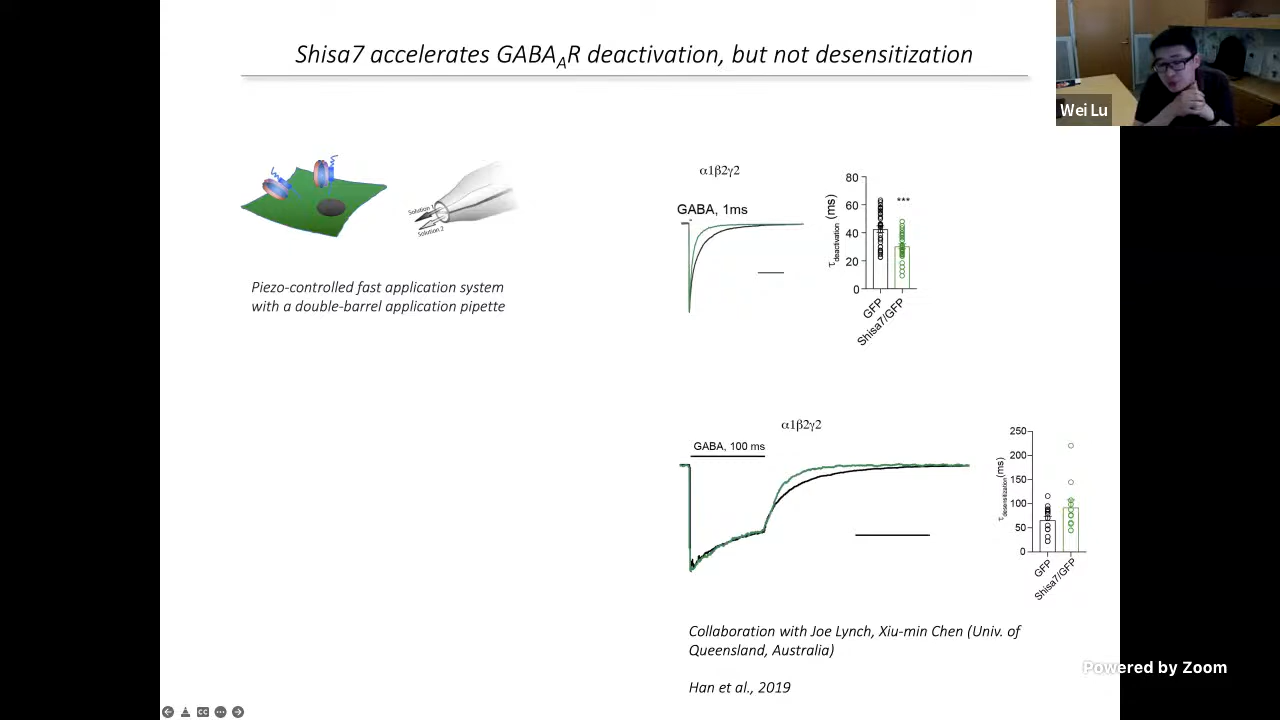 Shisa7 accelerates GABAAR deactivation, but not desensitization
Wei Lu
Solution 1
Solution 2
Piezo-controlled fast application system
with a double-barrel application pipette
α1β2γ2
GABA, 1ms
τdeactivation (ms)
80
60
40
20
0
***
GFP
Shisa7/GFP
α1β2γ2
GABA, 100 ms
τdesensitization(ms)
250
200
150
100
50
0
GFP
Shisa7/GFP
Collaboration with Joe Lynch, Xiu-min Chen (Univ. of
Queensland, Australia)
Han et al., 2019
Powered by Zoom
CC